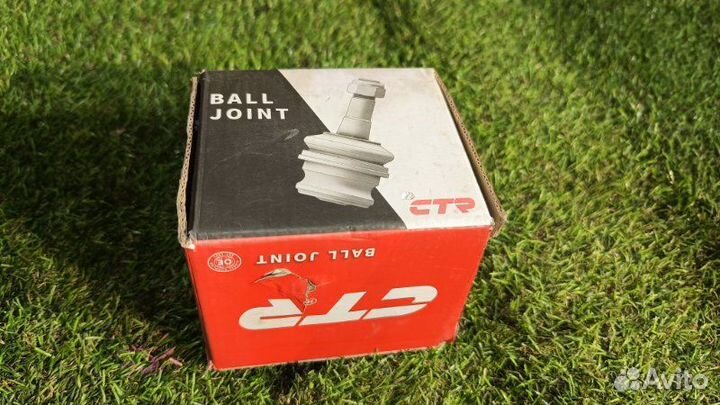 BALL
JOINT
CTR
BALL JOINT
CTR
Avito